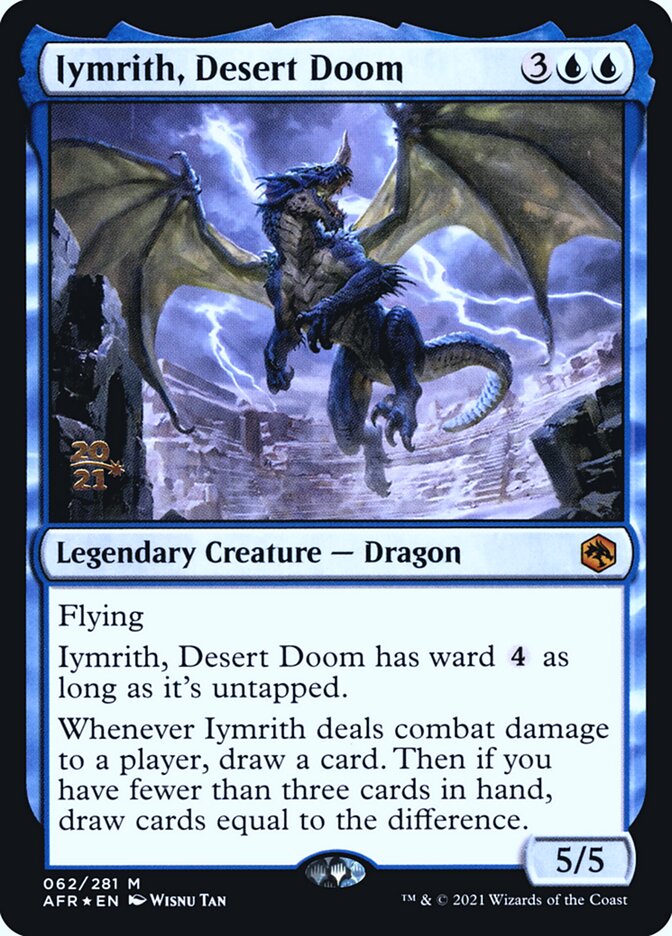 Iymrith, Desert Doom
3
20
21
Legendary Creature — Dragon
Flying
Iymrith, Desert Doom has ward 4 as
long as it's untapped.
Whenever Iymrith deals combat damage
to a player, draw a card. Then if you
have fewer than three cards in hand,
draw cards equal to the difference.
5/5
062/281 M
AFR★EN Wisnu Tan
™ & © 2021 Wizards of the Coast